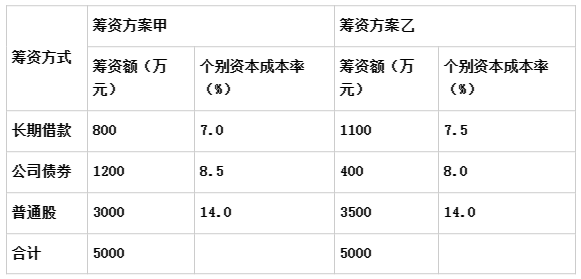 筹资方式
筹资方案甲
筹资方案乙
筹资额（万
元）
个别资本成本率
（%）
筹资额（万
元）
个别资本成本率
（%）
长期借款 800 7.0 1100 7.5
公司债券 1200 8.5 400 8.0
普通股 3000 14.0 3500 14.0
合计 5000 5000